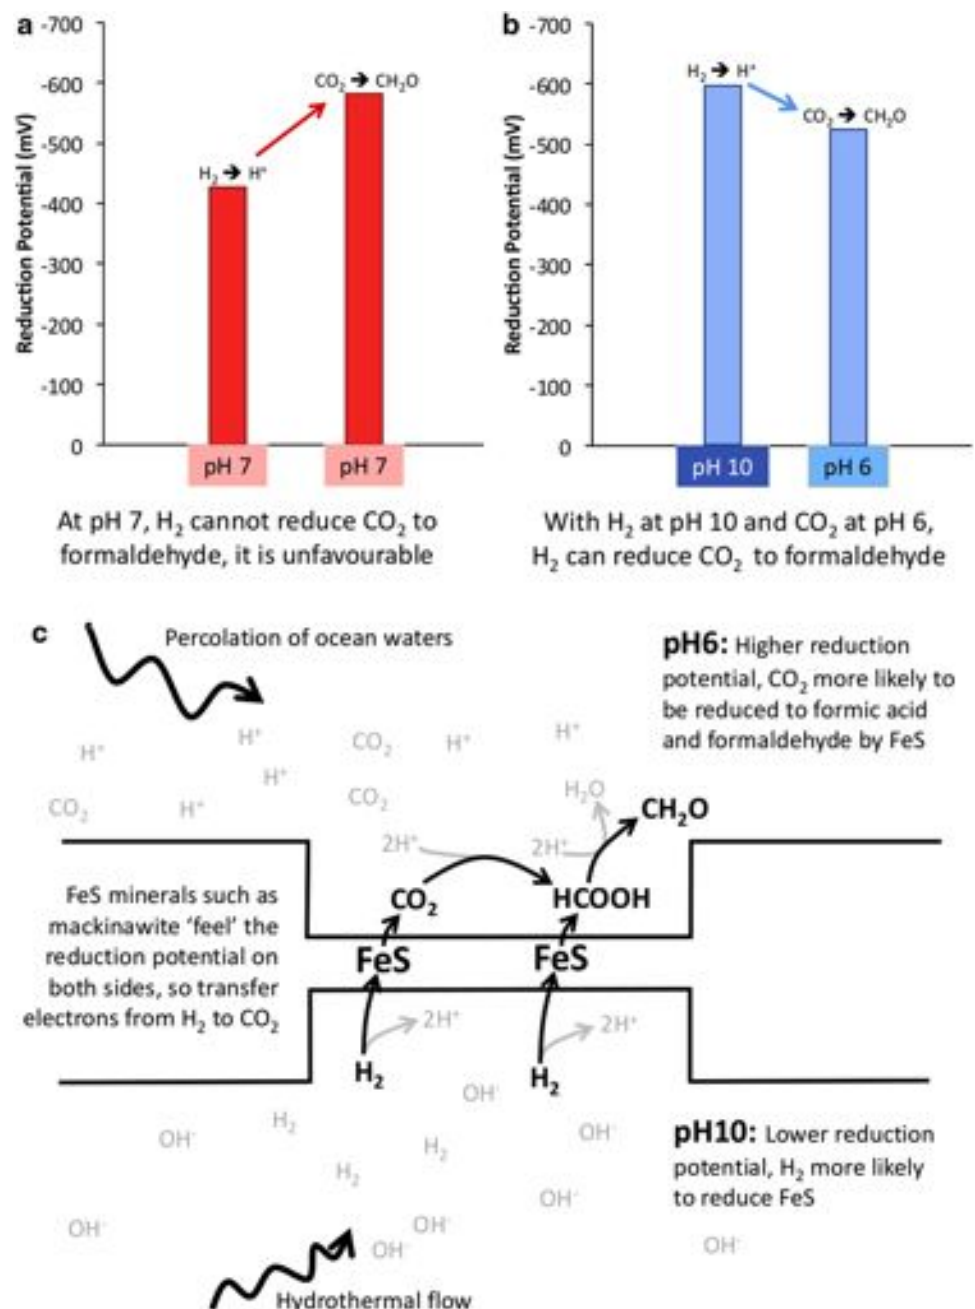 a
-700
-600
-500
-400
-300
-200
-100
0
Reduction Potential (mV)
H₂ ➔ H⁺
CO₂ ➔ CH₂O
pH 7
pH 7
At pH 7, H₂ cannot reduce CO₂ to
formaldehyde, it is unfavourable
b
-700
-600
-500
-400
-300
-200
-100
0
Reduction Potential (mV)
H₂ ➔ H⁺
CO₂ ➔ CH₂O
pH 10
pH 6
With H₂ at pH 10 and CO₂ at pH 6,
H₂ can reduce CO₂ to formaldehyde
c
Percolation of ocean waters
pH6: Higher reduction
potential, CO₂ more likely to
be reduced to formic acid
and formaldehyde by FeS
H⁺
H⁺
CO₂
H⁺
H⁺
H⁺
CO₂
H⁺
CO₂
H₂O
CH₂O
2H⁺
2H⁺
CO₂
HCOOH
FeS minerals such as
mackinawite 'feel' the
reduction potential on
both sides, so transfer
electrons from H₂ to CO₂
FeS
FeS
2H⁺
2H⁺
H₂
H₂
OH⁻
H₂
OH⁻
OH⁻
H₂
H₂
OH⁻
OH⁻
OH⁻
OH⁻
OH⁻
pH10: Lower reduction
potential, H₂ more likely
to reduce FeS
Hydrothermal flow